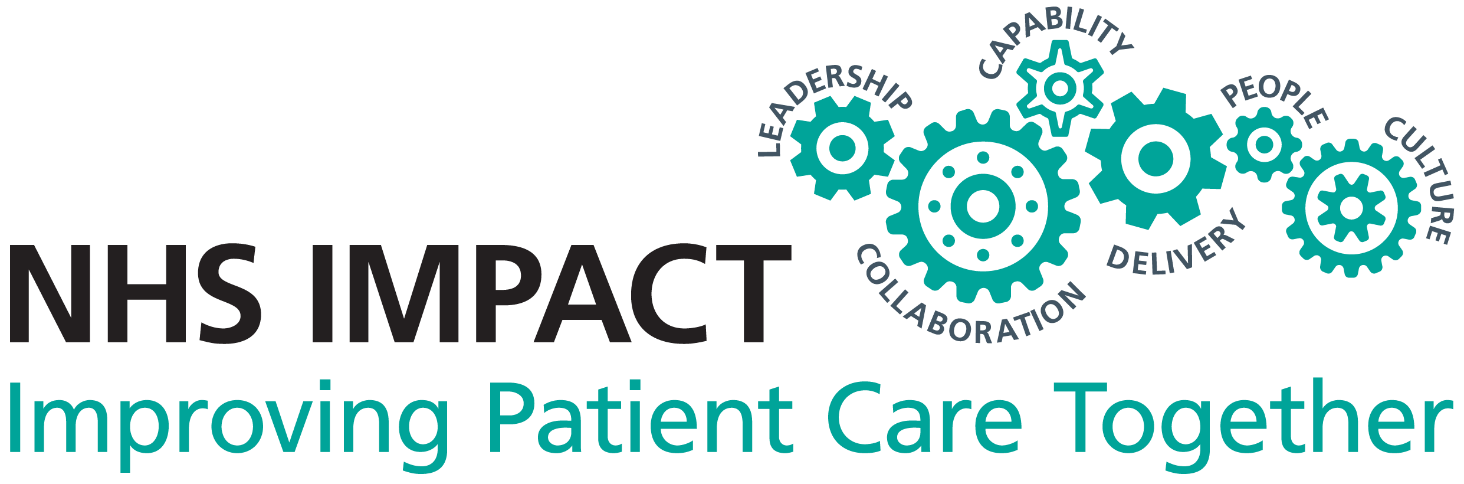 LEADERSHIP
CAPABILITY
PEOPLE
CULTURE
COLLABORATION
DELIVERY
NHS IMPACT
Improving Patient Care Together